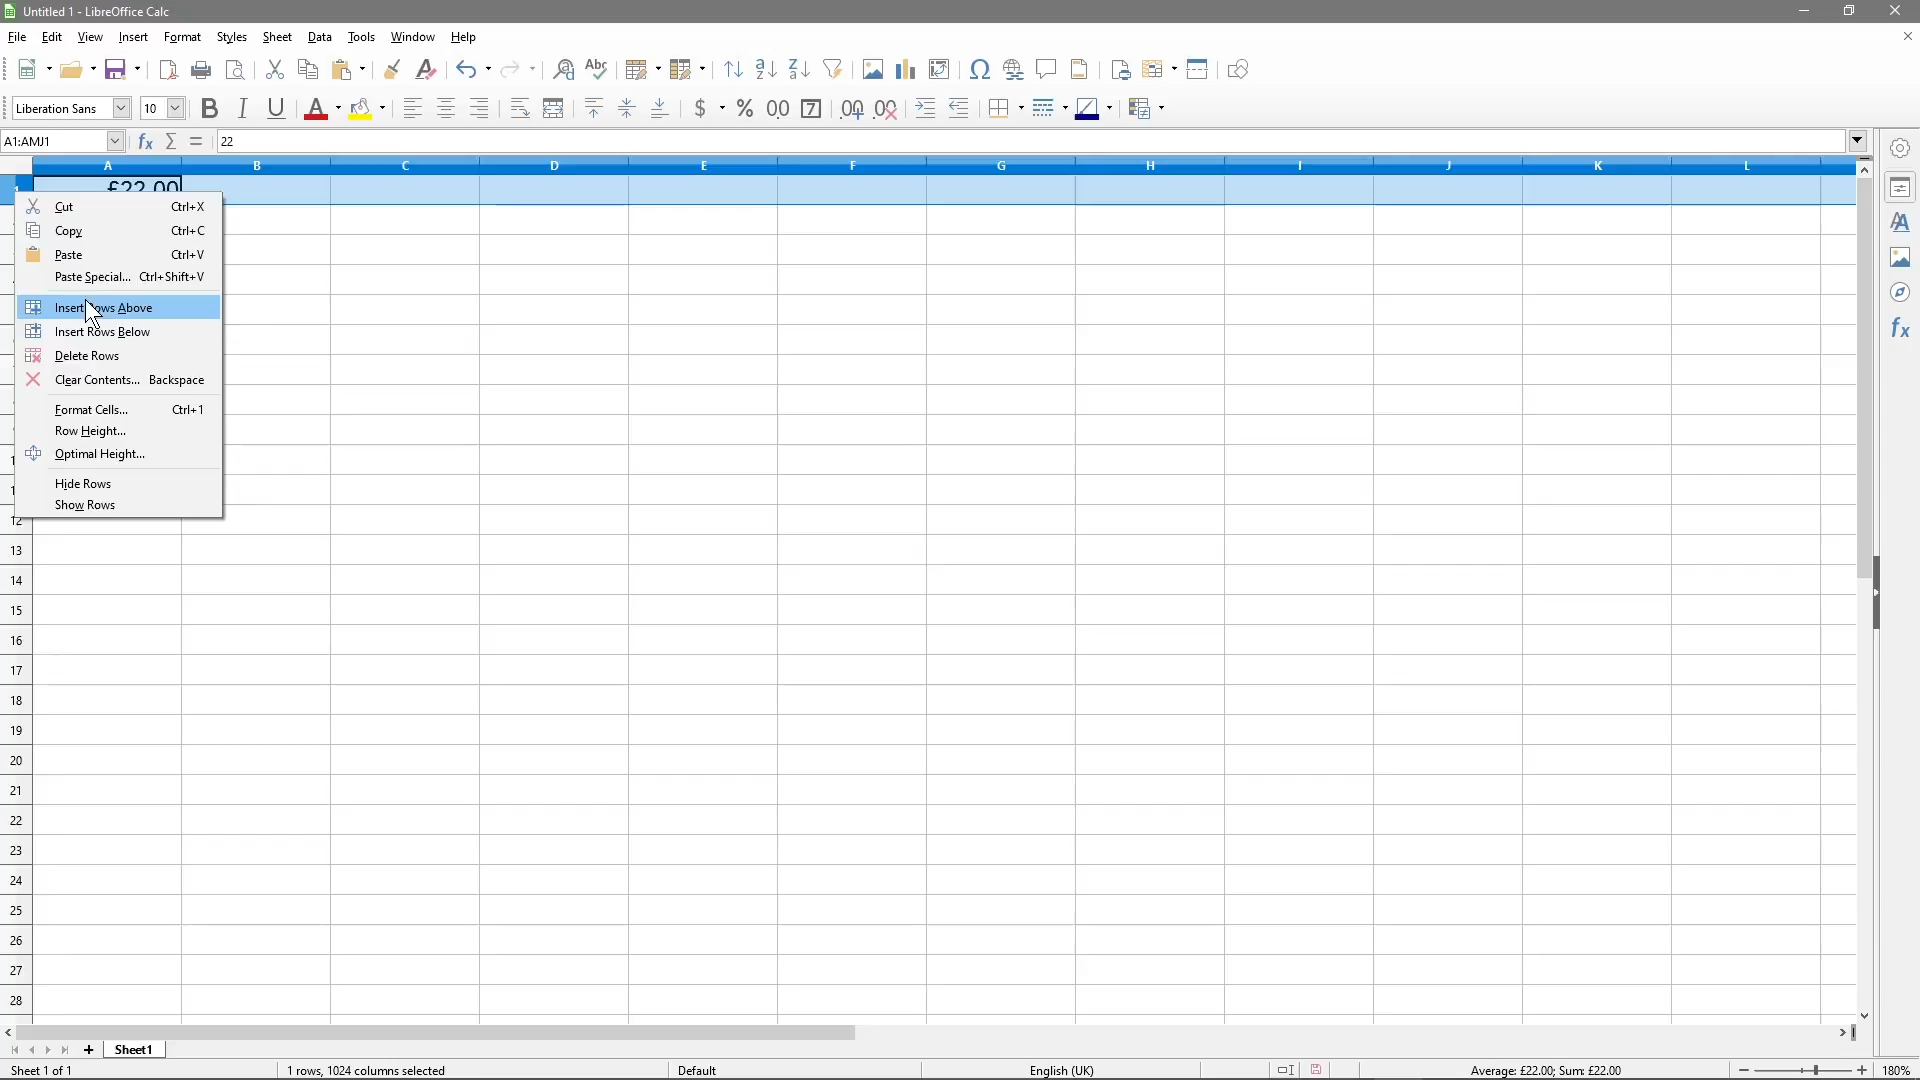 Untitled 1 - LibreOffice Calc
File Edit View Insert Format Styles Sheet Data Tools Window Help
Liberation Sans 10
A1:AMJ1 22
A B C D E F G H I J K L
£22.00
Cut Ctrl+X
Copy Ctrl+C
Paste Ctrl+V
Paste Special... Ctrl+Shift+V
Insert Rows Above
Insert Rows Below
Delete Rows
Clear Contents... Backspace
Format Cells... Ctrl+1
Row Height...
Optimal Height...
Hide Rows
Show Rows
12
13
14
15
16
17
18
19
20
21
22
23
24
25
26
27
28
Sheet1
Sheet 1 of 1 1 rows, 1024 columns selected Default English (UK) Average: £22.00; Sum: £22.00 180%